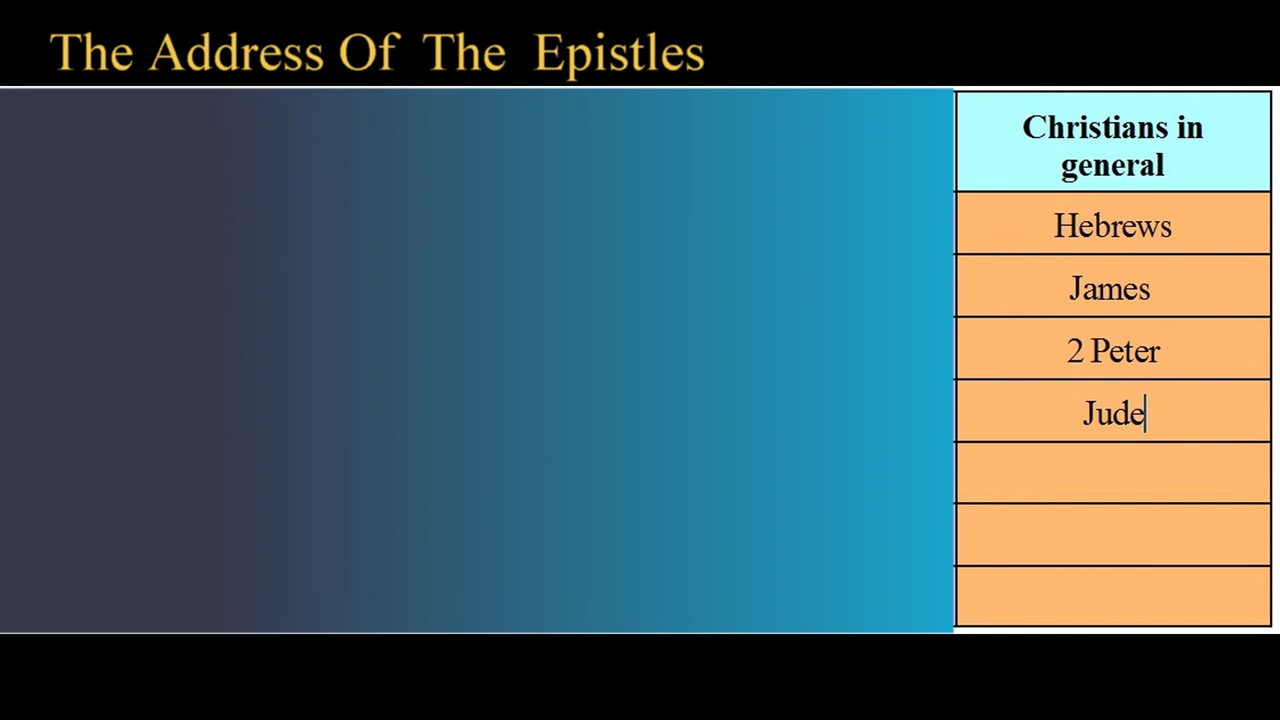 The Address Of The Epistles
Christians in
general
Hebrews
James
2 Peter
Jude